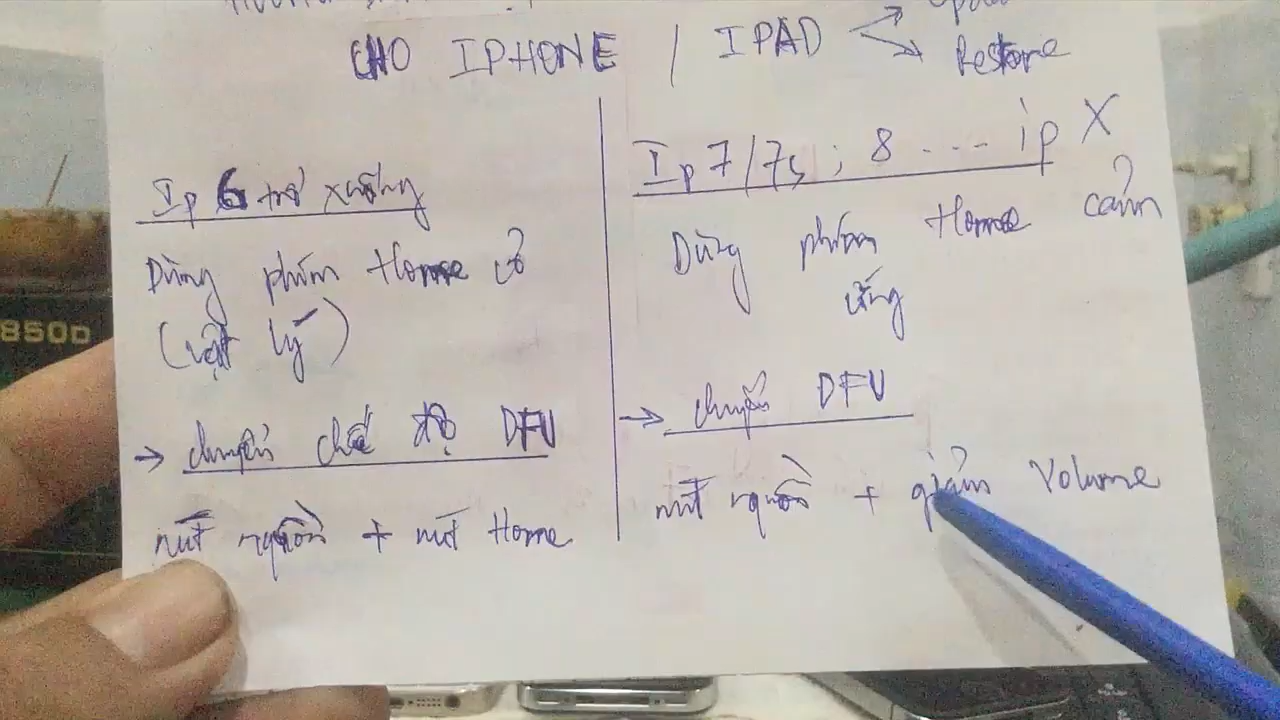 CHO IPHONE / IPAD
Restore
Ip 6 trở xuống
Dùng phím Home cơ
(vật lý)
→ chuyển chế độ DFU
nút nguồn + nút Home
Ip 7/7s; 8 .... ip X
Dùng phím Home cảm
ứng
→ chuyển DFU
nút nguồn + giảm Volume
850D